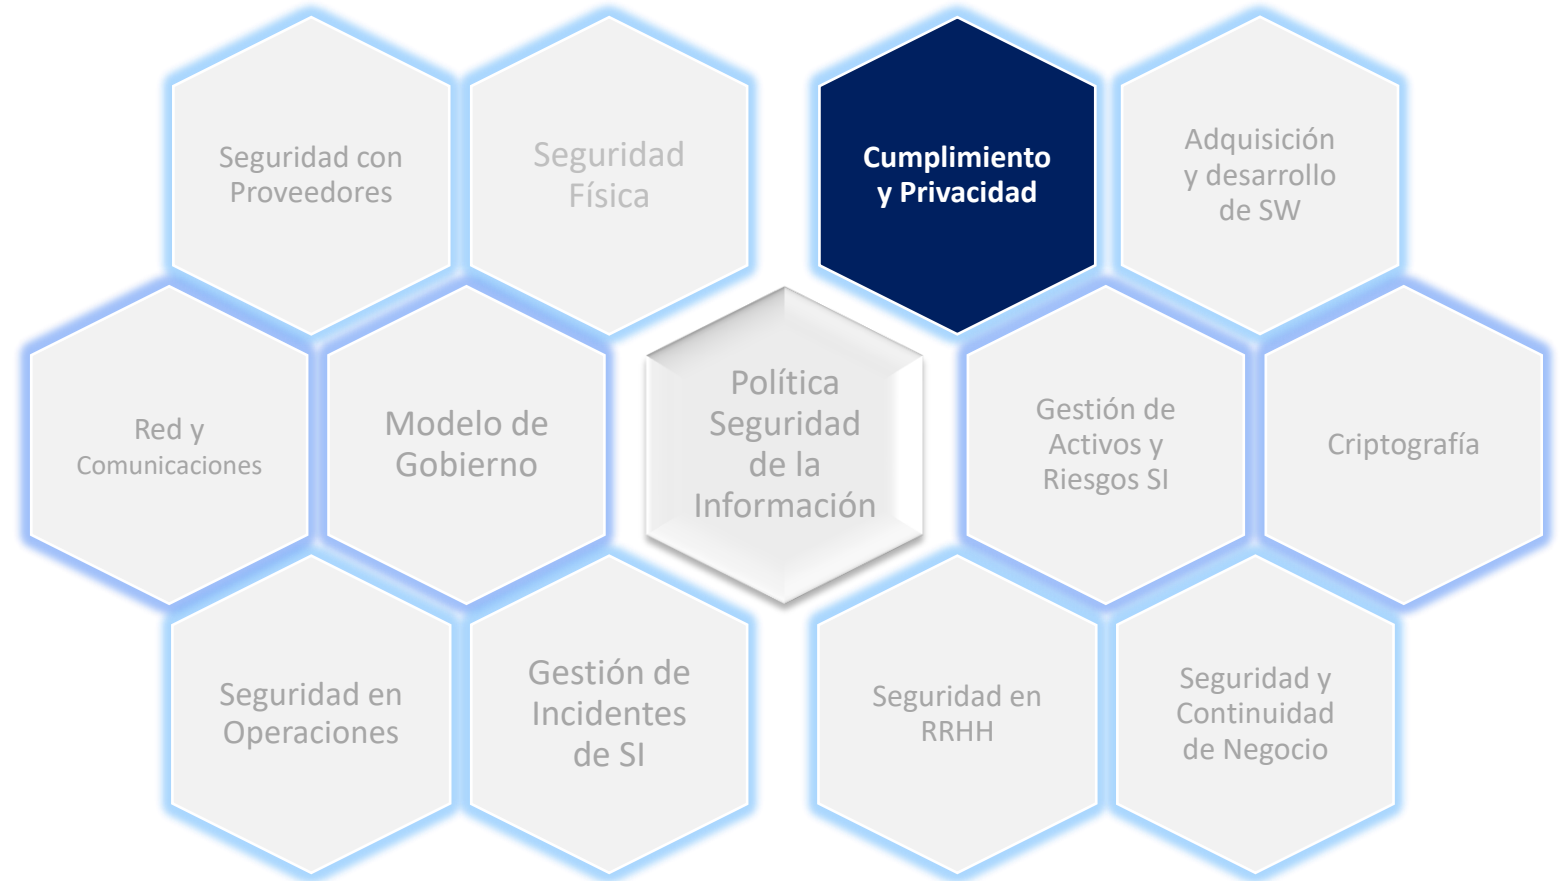 Seguridad con
Proveedores
Seguridad
Física
Cumplimiento
y Privacidad
Adquisición
y desarrollo
de SW
Red y
Comunicaciones
Modelo de
Gobierno
Política
Seguridad
de la
Información
Gestión de
Activos y
Riesgos SI
Criptografía
Seguridad en
Operaciones
Gestión de
Incidentes
de SI
Seguridad en
RRHH
Seguridad y
Continuidad
de Negocio